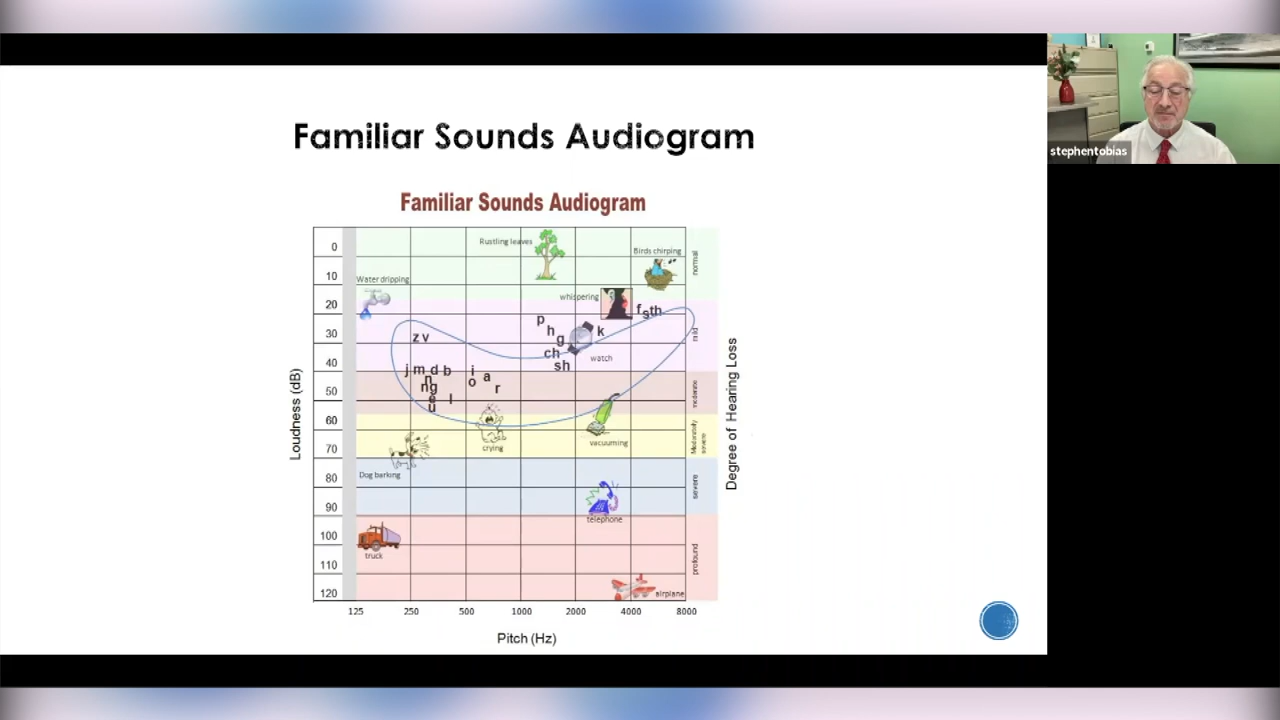 Familiar Sounds Audiogram
Familiar Sounds Audiogram
0
10
20
30
40
50
60
70
80
90
100
110
120
Loudness (dB)
Rustling leaves
Birds chirping
Water dripping
whispering
f s th
p
h
g
k
z v
ch
sh
watch
j m d b
n
ng
e
u
l
i
o
a
r
crying
vacuuming
Dog barking
telephone
truck
airplane
normal
mild
moderate
Moderately
severe
severe
profound
Degree of Hearing Loss
125 250 500 1000 2000 4000 8000
Pitch (Hz)
stephentobias